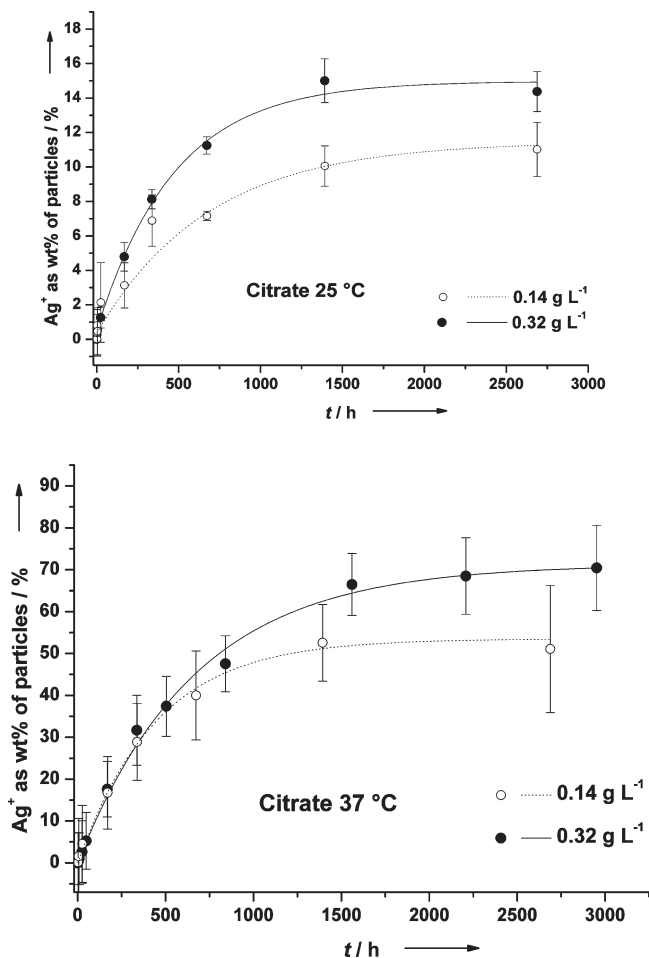 18
16
14
12
10
8
6
4
2
0
Ag⁺ as wt% of particles / %
Citrate 25 °C
0.14 g L⁻¹
0.32 g L⁻¹
0 500 1000 1500 2000 2500 3000
t / h
90
80
70
60
50
40
30
20
10
0
Ag⁺ as wt% of particles / %
Citrate 37 °C
0.14 g L⁻¹
0.32 g L⁻¹
0 500 1000 1500 2000 2500 3000
t / h